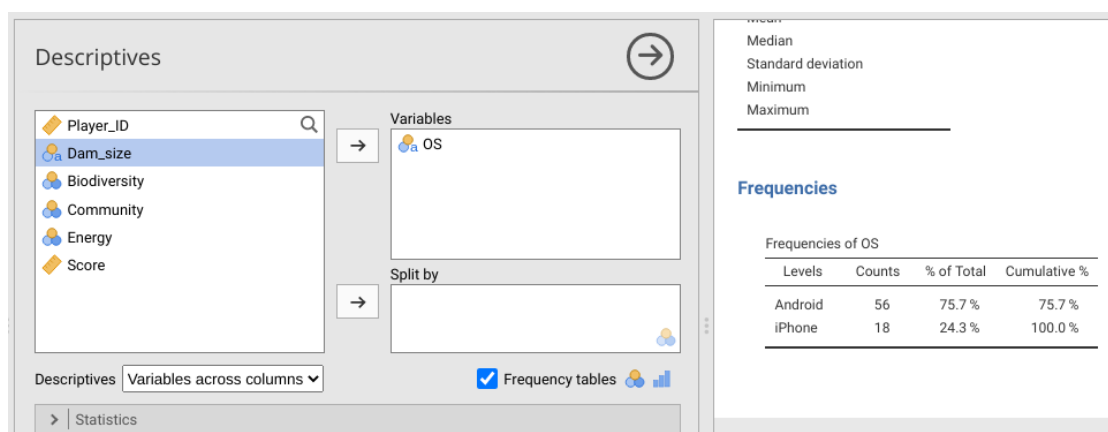 Descriptives
Player_ID
Dam_size
Biodiversity
Community
Energy
Score
Variables
OS
Split by
Descriptives Variables across columns
Frequency tables
Statistics
Mean
Median
Standard deviation
Minimum
Maximum
Frequencies
Frequencies of OS
Levels Counts % of Total Cumulative %
Android 56 75.7 % 75.7 %
iPhone 18 24.3 % 100.0 %